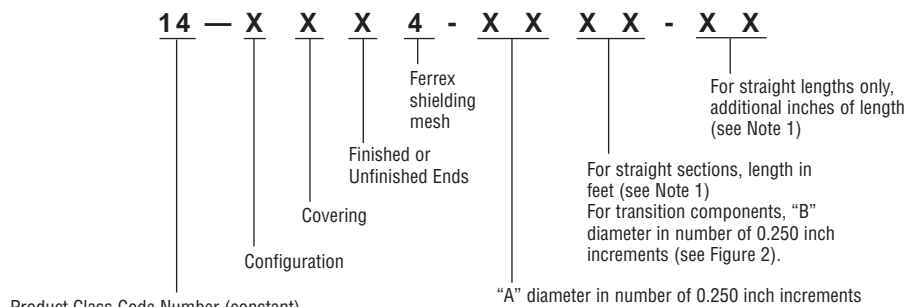 14 — X X X 4 - X X X X - X X
Ferrex
shielding
mesh
For straight lengths only,
additional inches of length
(see Note 1)
Finished or
Unfinished Ends
For straight sections, length in
feet (see Note 1)
For transition components, “B”
diameter in number of 0.250 inch
increments (see Figure 2).
Covering
Configuration
“A” diameter in number of 0.250 inch increments
Product Class Code Number (constant)